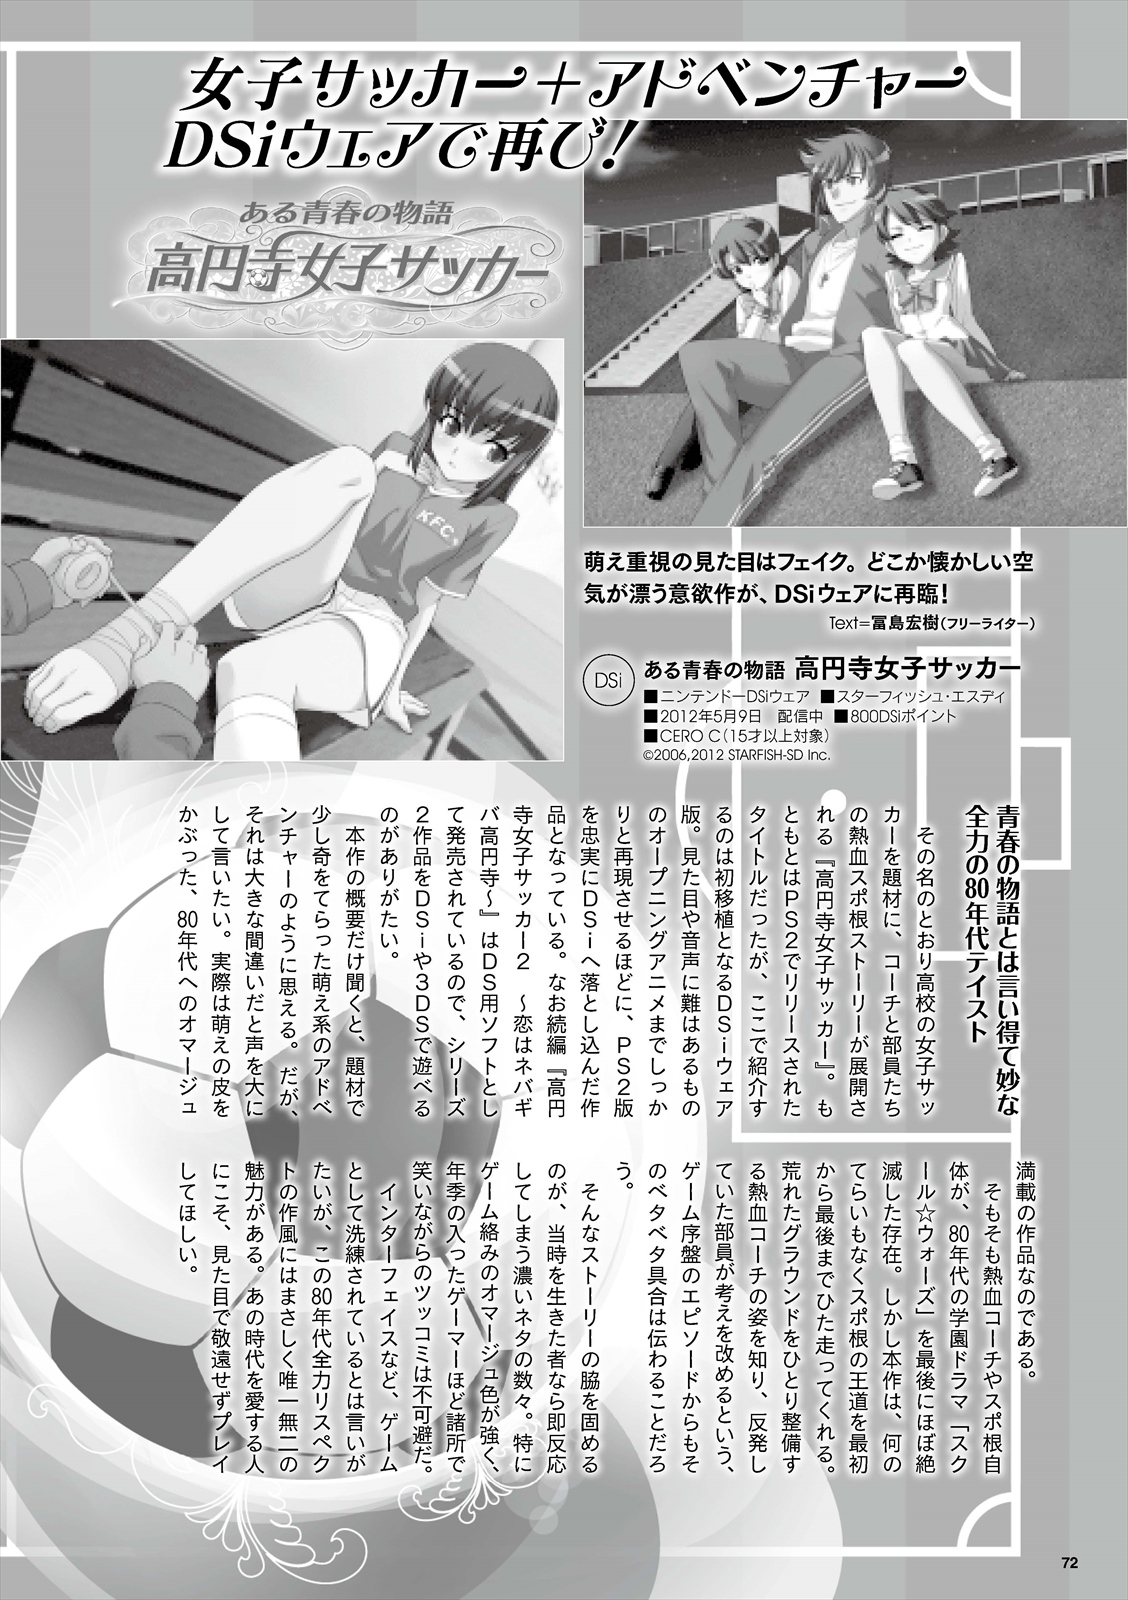 女子サッカー＋アドベンチャー
DSiウェアで再び！
ある青春の物語
高円寺女子サッカー
KFC
萌え重視の見た目はフェイク。どこか懐かしい空
気が漂う意欲作が、DSiウェアに再臨！
Text=冨島宏樹（フリーライター）
DSi
ある青春の物語 高円寺女子サッカー
■ニンテンドーDSiウェア ■スターフィッシュ・エスディ
■2012年5月9日 配信中 ■800DSiポイント
■CERO C（15才以上対象）
©2006,2012 STARFISH-SD Inc.
青春の物語とは言い得て妙な
全力の80年代テイスト
その名のとおり高校の女子サッ
カーを題材に、コーチと部員たち
の熱血スポ根ストーリーが展開さ
れる『高円寺女子サッカー』。も
ともとはPS2でリリースされた
タイトルだったが、ここで紹介す
るのは初移植となるDSiウェア
版。見た目や音声に難はあるもの
のオープニングアニメまでしっか
りと再現させるほどに、PS2版
を忠実にDSiへ落とし込んだ作
品となっている。なお続編『高円
寺女子サッカー2 〜恋はネバギ
バ高円寺〜』はDS用ソフトとし
て発売されているので、シリーズ
2作品をDSiや3DSで遊べる
のがありがたい。
本作の概要だけ聞くと、題材で
少し奇をてらった萌え系のアドベ
ンチャーのように思える。だが、
それは大きな間違いだと声を大に
して言いたい。実際は萌えの皮を
かぶった、80年代へのオマージュ
満載の作品なのである。
そもそも熱血コーチやスポ根自
体が、80年代の学園ドラマ「スク
ール☆ウォーズ」を最後にほぼ絶
滅した存在。しかし本作は、何の
てらいもなくスポ根の王道を最初
から最後までひた走ってくれる。
荒れたグラウンドをひとり整備す
る熱血コーチの姿を知り、反発し
ていた部員が考えを改めるという、
ゲーム序盤のエピソードからもそ
のベタベタ具合は伝わることだろ
う。
そんなストーリーの脇を固める
のが、当時を生きた者なら即反応
してしまう濃いネタの数々。特に
ゲーム絡みのオマージュ色が強く、
年季の入ったゲーマーほど諸所で
笑いながらのツッコミは不可避だ。
インターフェイスなど、ゲーム
として洗練されているとは言いが
たいが、この80年代全力リスペク
トの作風にはまさしく唯一無二の
魅力がある。あの時代を愛する人
にこそ、見た目で敬遠せずプレイ
してほしい。
72